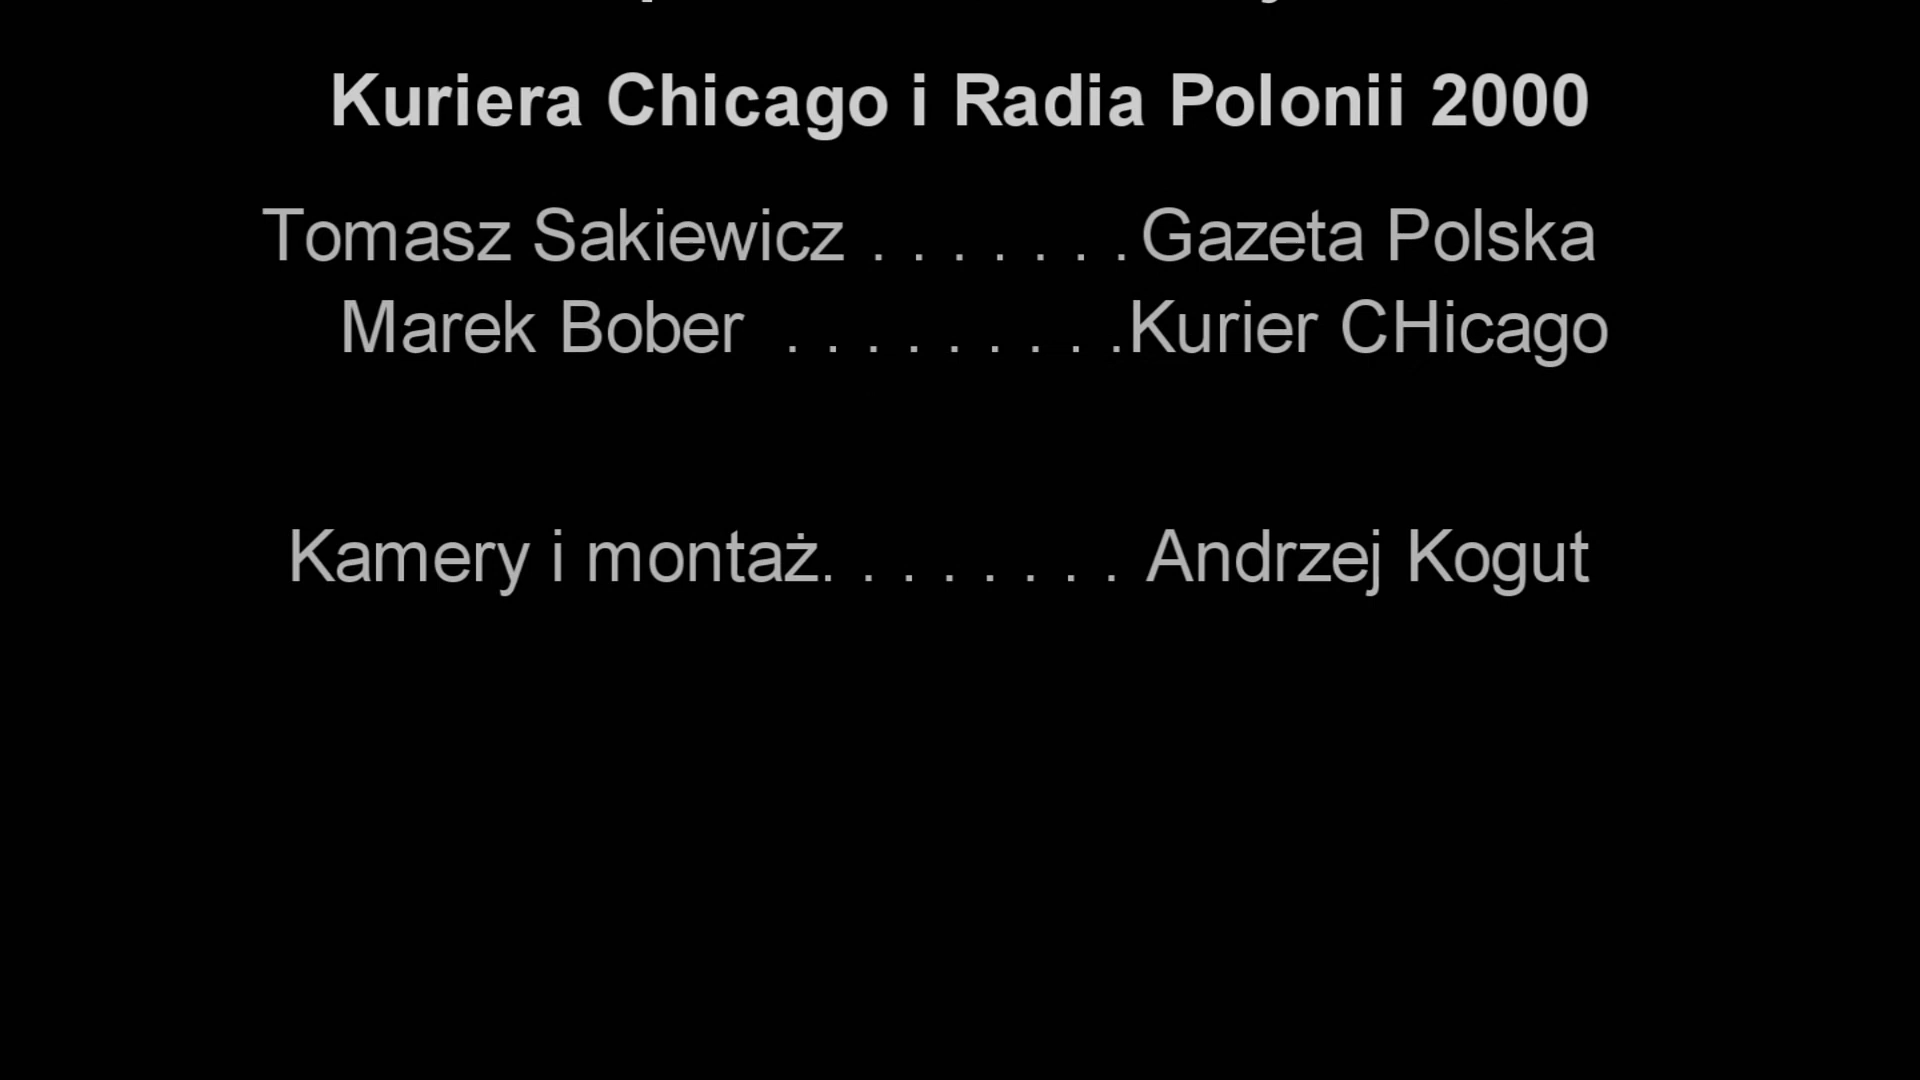 Kuriera Chicago i Radia Polonii 2000
Tomasz Sakiewicz . . . . . . . Gazeta Polska
Marek Bober . . . . . . . . .Kurier CHicago
Kamery i montaż. . . . . . . . Andrzej Kogut